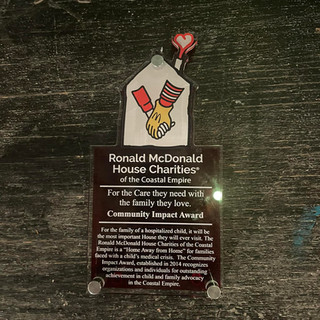 Ronald McDonald
House Charities®
of the Coastal Empire
For the Care they need with
the family they love.
Community Impact Award
For the family of a hospitalized child, it will be
the most important House they will ever visit. The
Ronald McDonald House Charities of the Coastal
Empire is a "Home Away from Home" for families
faced with a child's medical crisis. The Community
Impact Award, established in 2014 recognizes
organizations and individuals for outstanding
achievement in child and family advocacy
in the Coastal Empire.